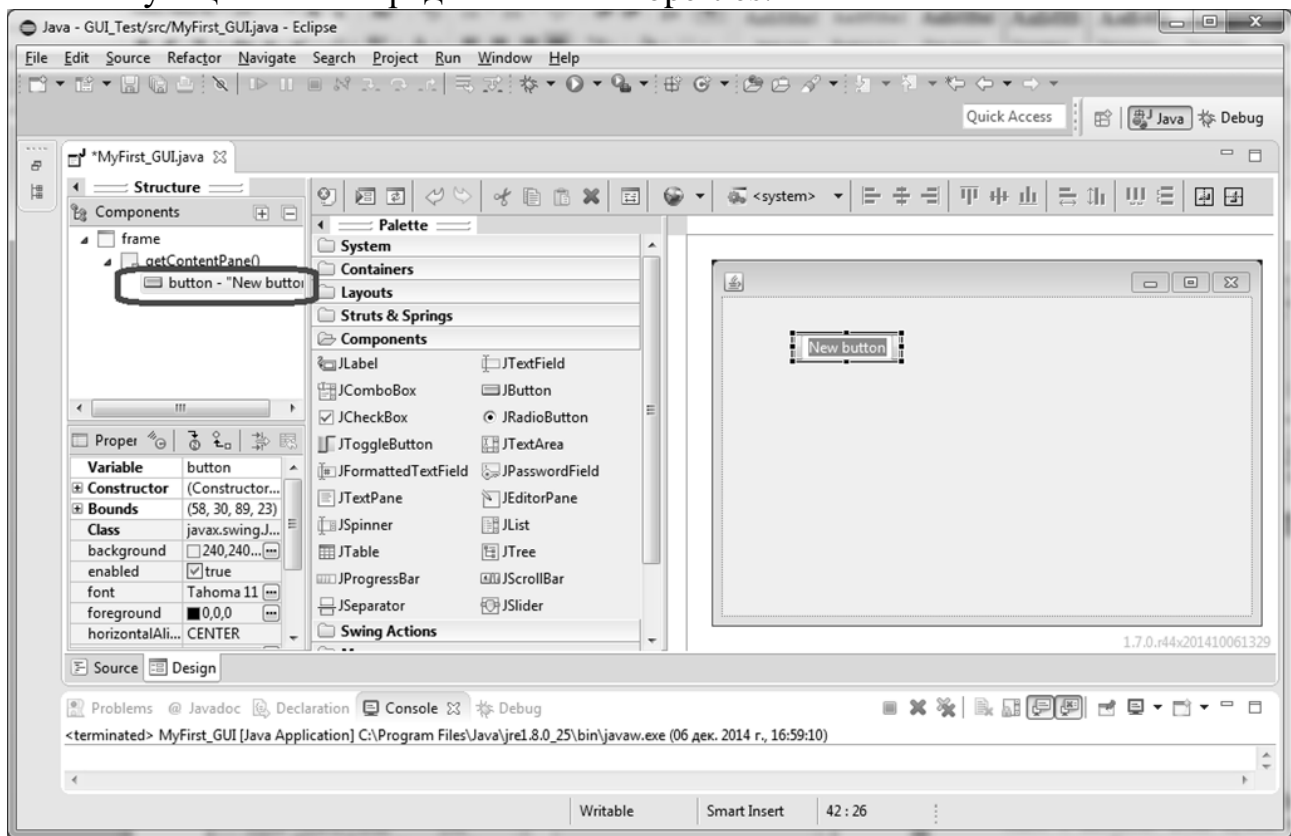 Java - GUI_Test/src/MyFirst_GUI.java - Eclipse
File Edit Source Refactor Navigate Search Project Run Window Help
Quick Access Java Debug
*MyFirst_GUI.java
Structure
Components
frame
getContentPane()
button - "New button
Proper
Variable button
Constructor (Constructor...
Bounds (58, 30, 89, 23)
Class javax.swing.J...
background 240,240...
enabled true
font Tahoma 11
foreground 0,0,0
horizontalAli... CENTER
<system>
Palette
System
Containers
Layouts
Struts & Springs
Components
JLabel JTextField
JComboBox JButton
JCheckBox JRadioButton
JToggleButton JTextArea
JFormattedTextField JPasswordField
JTextPane JEditorPane
JSpinner JList
JTable JTree
JProgressBar JScrollBar
JSeparator JSlider
Swing Actions
New button
1.7.0.r44x201410061329
Source Design
Problems @ Javadoc Declaration Console Debug
<terminated> MyFirst_GUI [Java Application] C:\Program Files\Java\jre1.8.0_25\bin\javaw.exe (06 дек. 2014 г., 16:59:10)
Writable Smart Insert 42 : 26